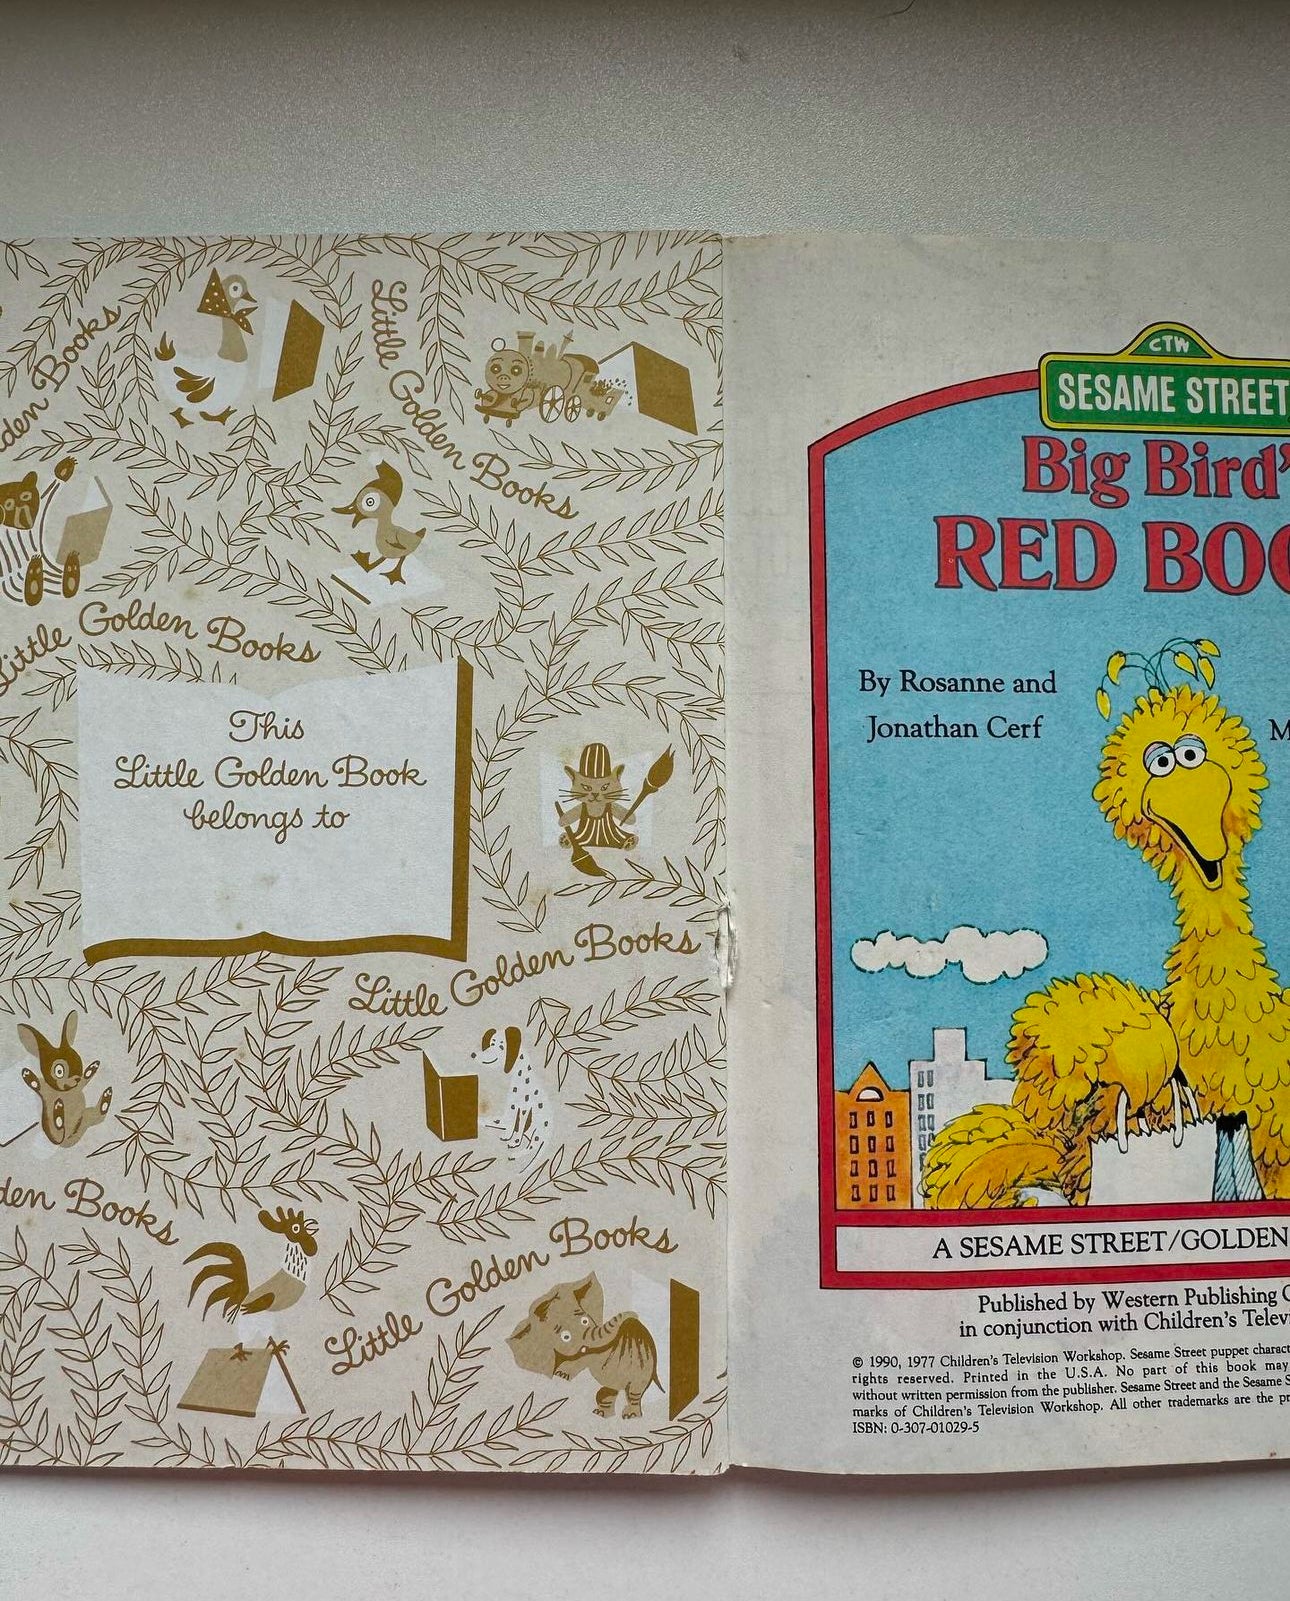 Golden Books
Little Golden Books
Little Golden Books
This
Little Golden Book
belongs to
Little Golden Books
Golden Books
Little Golden Books
CTW
SESAME STREET
Big Bird's
RED BOO
By Rosanne and
Jonathan Cerf
A SESAME STREET/GOLDEN
Published by Western Publishing
in conjunction with Children's
© 1990, 1977 Children's Television Workshop. Sesame Street puppet
rights reserved. Printed in the U.S.A. No part of this book may
without written permission from the publisher. Sesame Street and the Sesame
marks of Children's Television Workshop. All other trademarks are the
ISBN: 0-307-01029-5